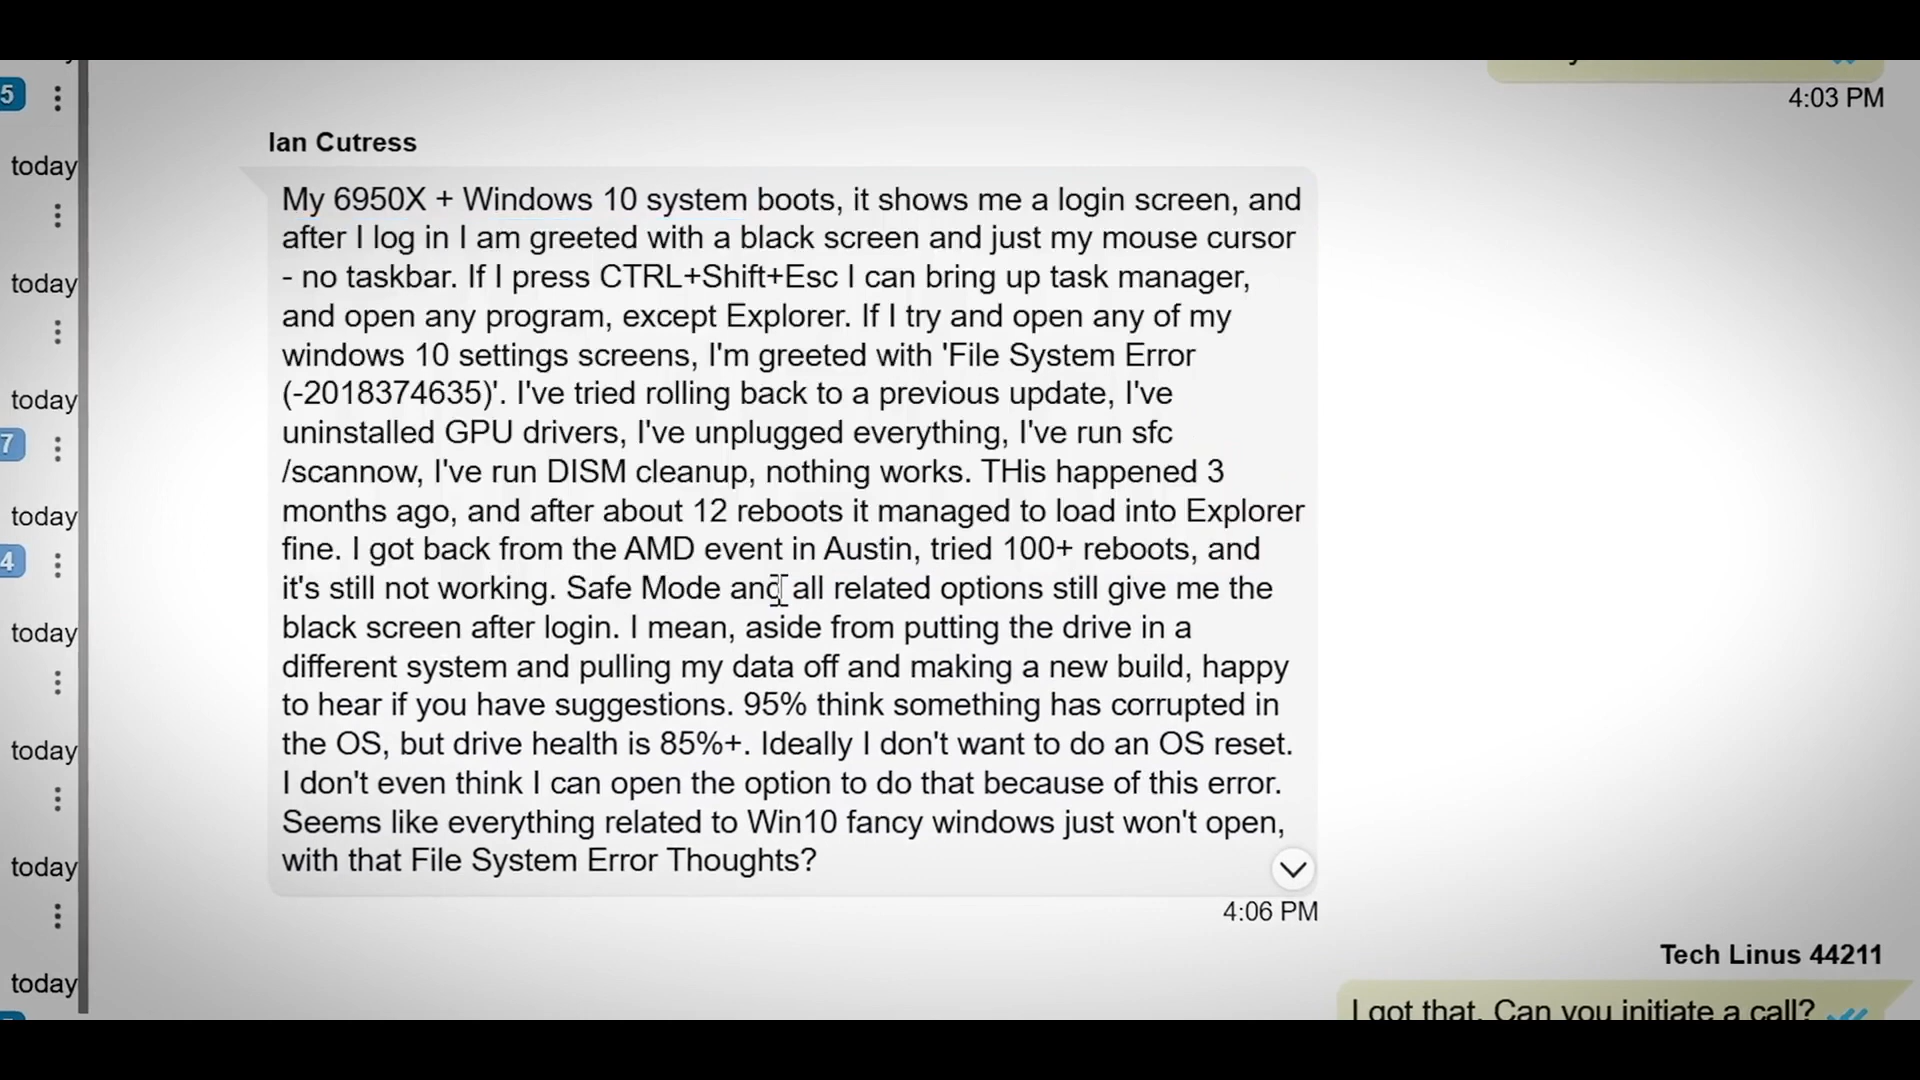 5
4:03 PM
Ian Cutress
today
My 6950X + Windows 10 system boots, it shows me a login screen, and
after I log in I am greeted with a black screen and just my mouse cursor
- no taskbar. If I press CTRL+Shift+Esc I can bring up task manager,
today
and open any program, except Explorer. If I try and open any of my
windows 10 settings screens, I'm greeted with 'File System Error
today
(-2018374635)'. I've tried rolling back to a previous update, I've
7
uninstalled GPU drivers, I've unplugged everything, I've run sfc
/scannow, I've run DISM cleanup, nothing works. THis happened 3
today
months ago, and after about 12 reboots it managed to load into Explorer
4
fine. I got back from the AMD event in Austin, tried 100+ reboots, and
it's still not working. Safe Mode and all related options still give me the
today
black screen after login. I mean, aside from putting the drive in a
different system and pulling my data off and making a new build, happy
to hear if you have suggestions. 95% think something has corrupted in
today
the OS, but drive health is 85%+. Ideally I don't want to do an OS reset.
I don't even think I can open the option to do that because of this error.
Seems like everything related to Win10 fancy windows just won't open,
today
with that File System Error Thoughts?
4:06 PM
Tech Linus 44211
today
I got that. Can you initiate a call?